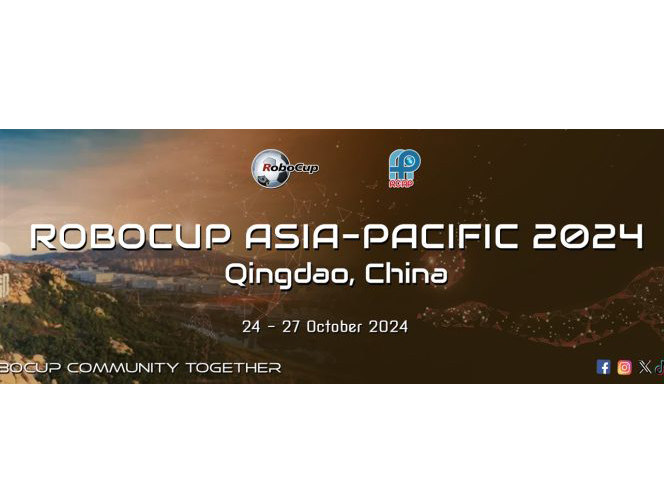 RoboCup
RCAP
ROBOCUP ASIA-PACIFIC 2024
Qingdao, China
24 - 27 October 2024
BOCUP COMMUNITY TOGETHER